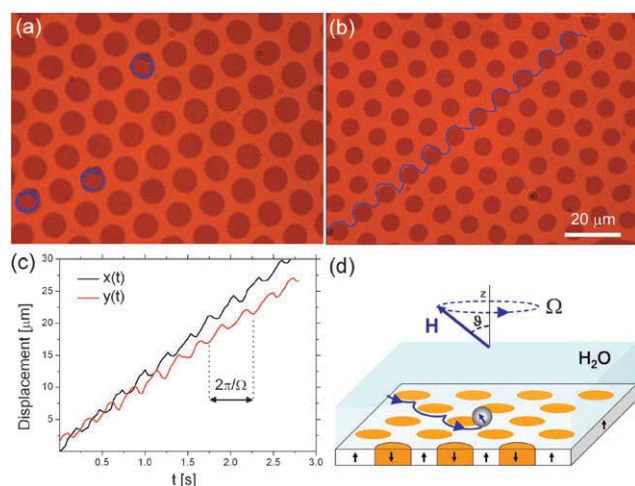 (a)
(b)
20 μm
(c)
30
25
20
15
10
5
Displacement [μm]
x(t)
y(t)
2π/Ω
0.5 1.0 1.5 2.0 2.5 3.0
t [s]
(d)
z
ϑ
Ω
H
H₂O